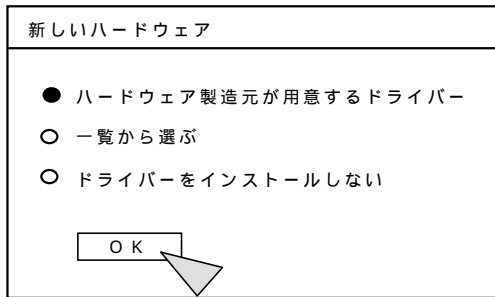 新しいハードウェア
ハードウェア製造元が用意するドライバー
一覧から選ぶ
ドライバーをインストールしない
OK